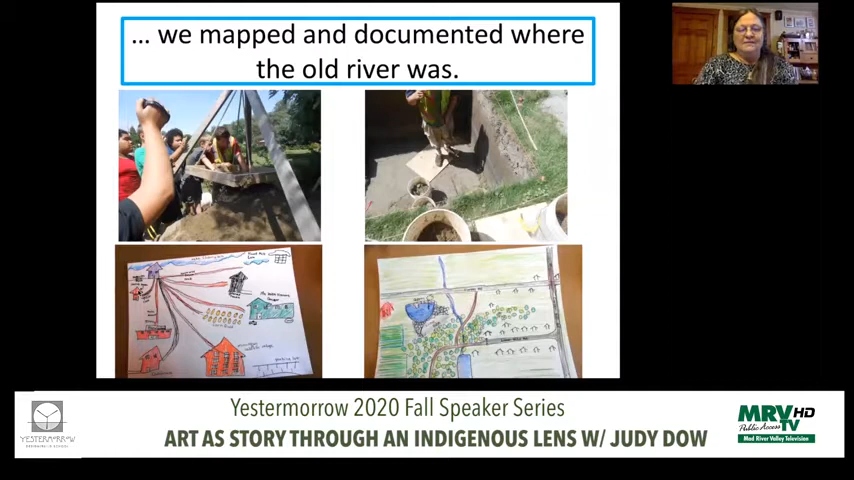 ... we mapped and documented where
the old river was.
Yestermorrow 2020 Fall Speaker Series
ART AS STORY THROUGH AN INDIGENOUS LENS W/ JUDY DOW
YESTERMORROW
MRV HD
TV
Public Access
Mad River Valley Television